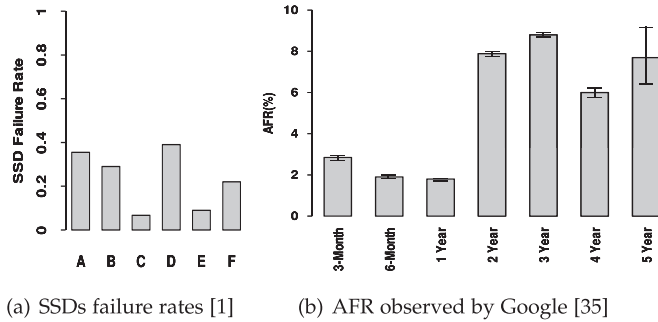 SSD Failure Rate
1
0.8
0.6
0.4
0.2
0
A B C D E F
(a) SSDs failure rates [1]
AFR(%)
10
8
6
4
2
0
3-Month
6-Month
1 Year
2 Year
3 Year
4 Year
5 Year
(b) AFR observed by Google [35]